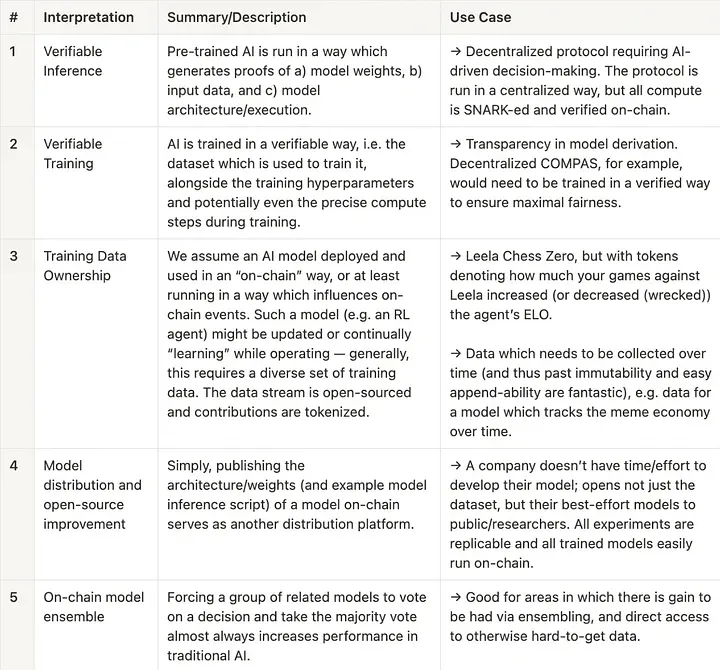 # Interpretation Summary/Description Use Case
1 Verifiable Inference
Pre-trained AI is run in a way which
generates proofs of a) model weights, b)
input data, and c) model
architecture/execution.
→ Decentralized protocol requiring AI-
driven decision-making. The protocol is
run in a centralized way, but all compute
is SNARK-ed and verified on-chain.
2 Verifiable
Training
AI is trained in a verifiable way, i.e. the
dataset which is used to train it,
alongside the training hyperparameters
and potentially even the precise compute
steps during training.
→ Transparency in model derivation.
Decentralized COMPAS, for example,
would need to be trained in a verified way
to ensure maximal fairness.
3 Training Data
Ownership
We assume an AI model deployed and
used in an “on-chain” way, or at least
running in a way which influences on-
chain events. Such a model (e.g. an RL
agent) might be updated or continually
“learning” while operating — generally,
this requires a diverse set of training
data. The data stream is open-sourced
and contributions are tokenized.
→ Leela Chess Zero, but with tokens
denoting how much your games against
Leela increased (or decreased (wrecked))
the agent’s ELO.
→ Data which needs to be collected over
time (and thus past immutability and easy
append-ability are fantastic), e.g. data for
a model which tracks the meme economy
over time.
4 Model
distribution and
open-source
improvement
Simply, publishing the
architecture/weights (and example model
inference script) of a model on-chain
serves as another distribution platform.
→ A company doesn’t have time/effort to
develop their model; opens not just the
dataset, but their best-effort models to
public/researchers. All experiments are
replicable and all trained models easily
run on-chain.
5 On-chain model
ensemble
Forcing a group of related models to vote
on a decision and take the majority vote
almost always increases performance in
traditional AI.
→ Good for areas in which there is gain to
be had via ensembling, and direct access
to otherwise hard-to-get data.